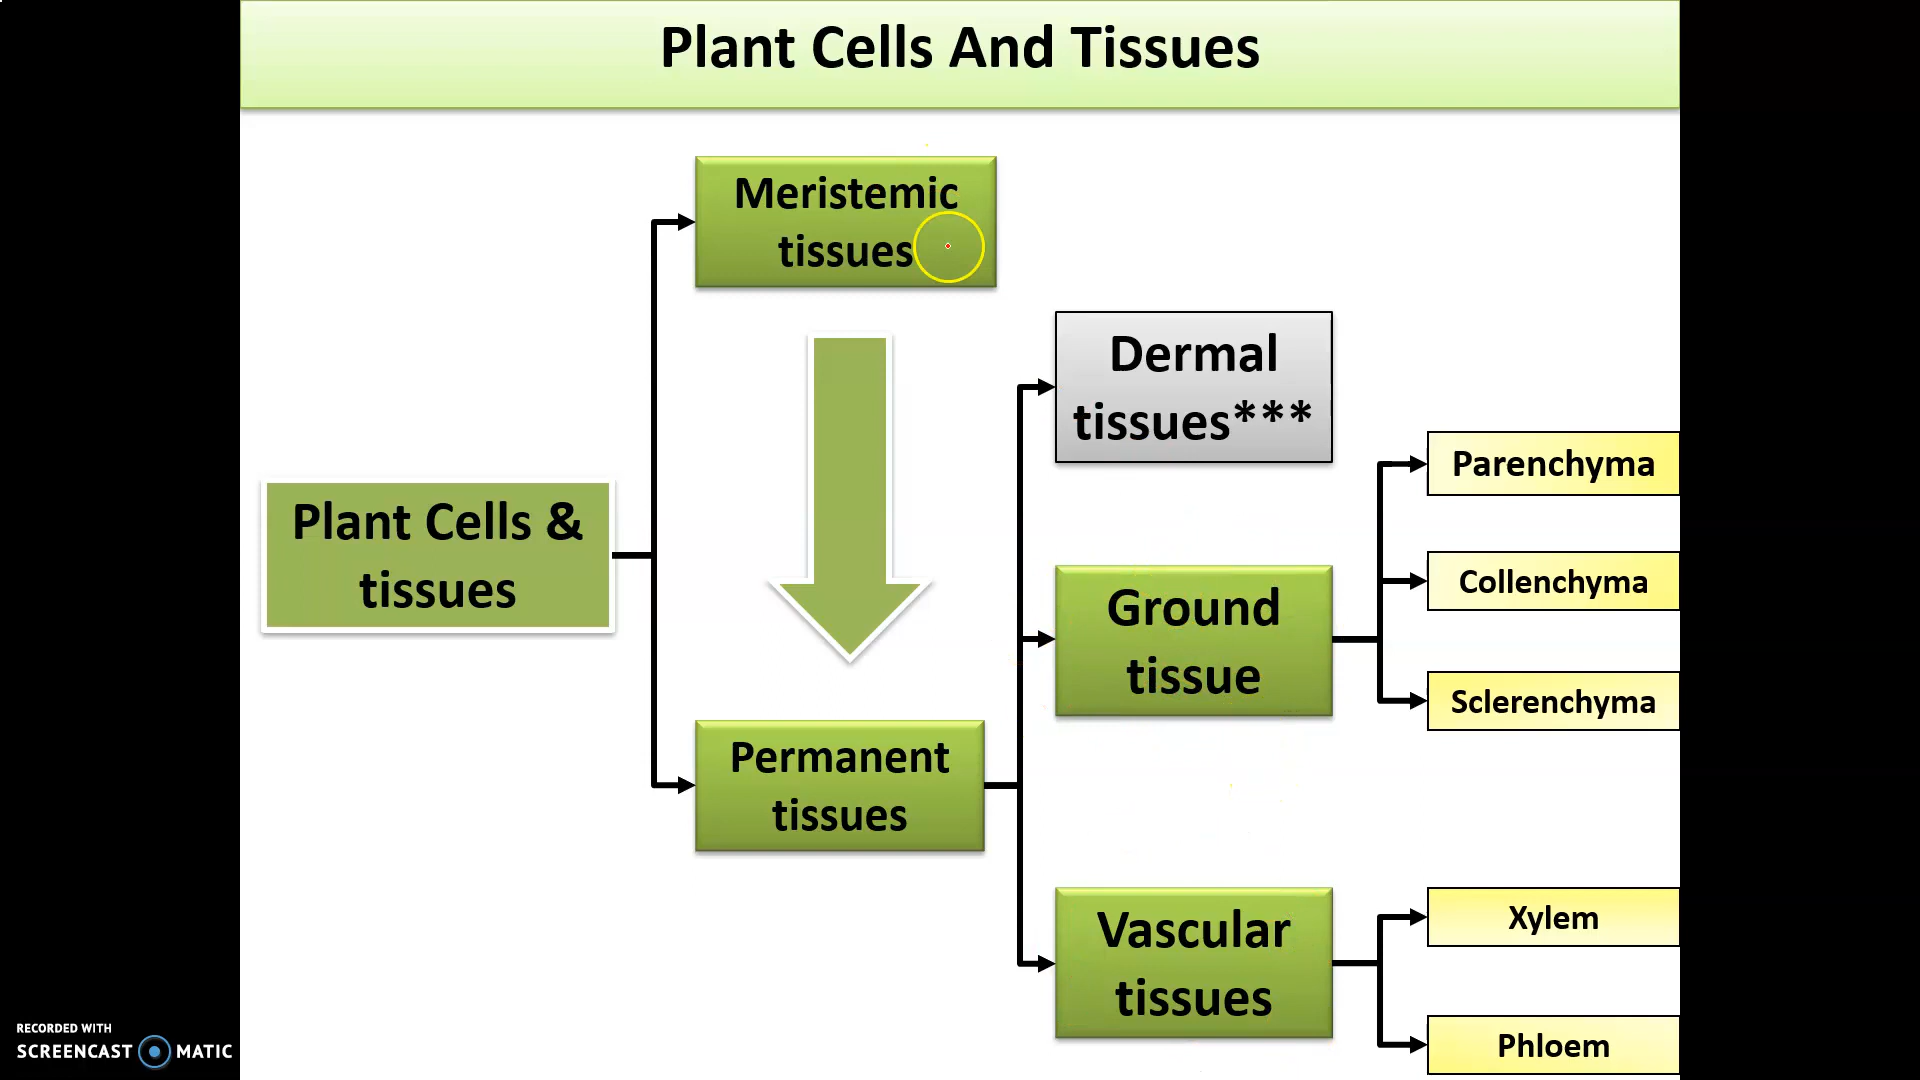 Plant Cells And Tissues
Meristemic
tissues
Dermal
tissues***
Parenchyma
Plant Cells &
tissues
Collenchyma
Ground
tissue
Sclerenchyma
Permanent
tissues
Vascular
tissues
Xylem
Phloem
RECORDED WITH
SCREENCAST MATIC